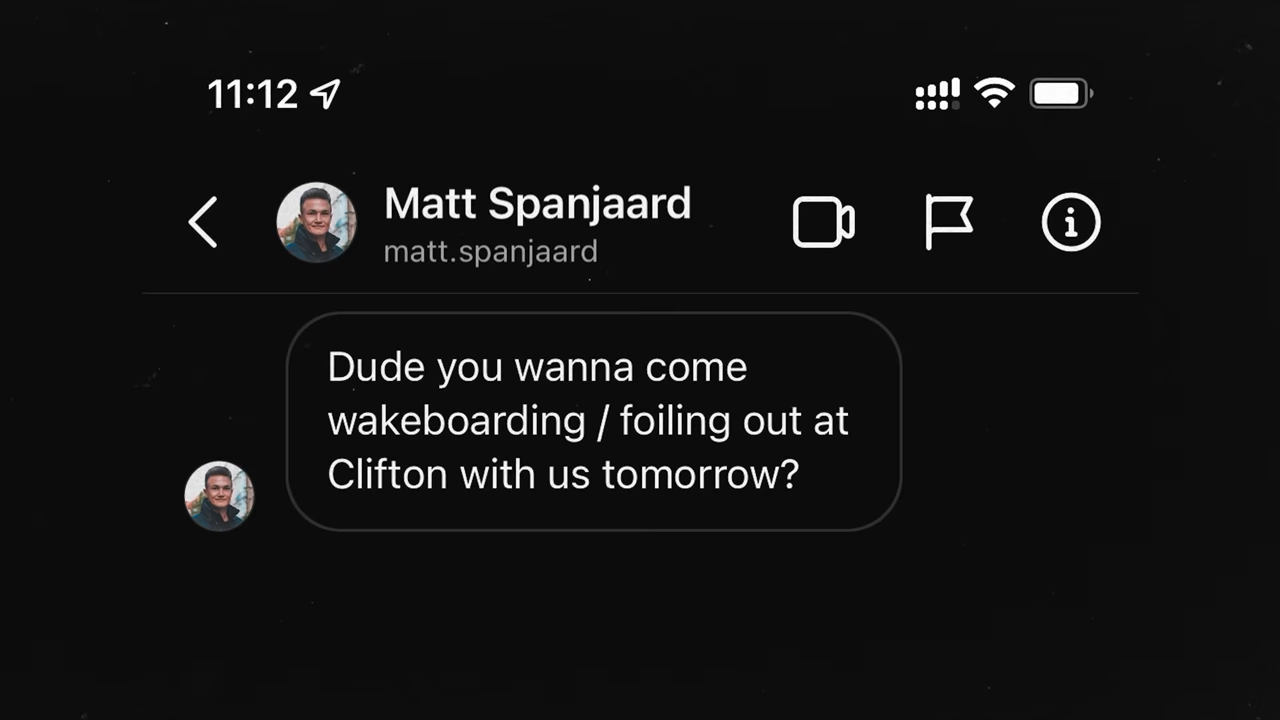 11:12
Matt Spanjaard
matt.spanjaard
Dude you wanna come
wakeboarding / foiling out at
Clifton with us tomorrow?